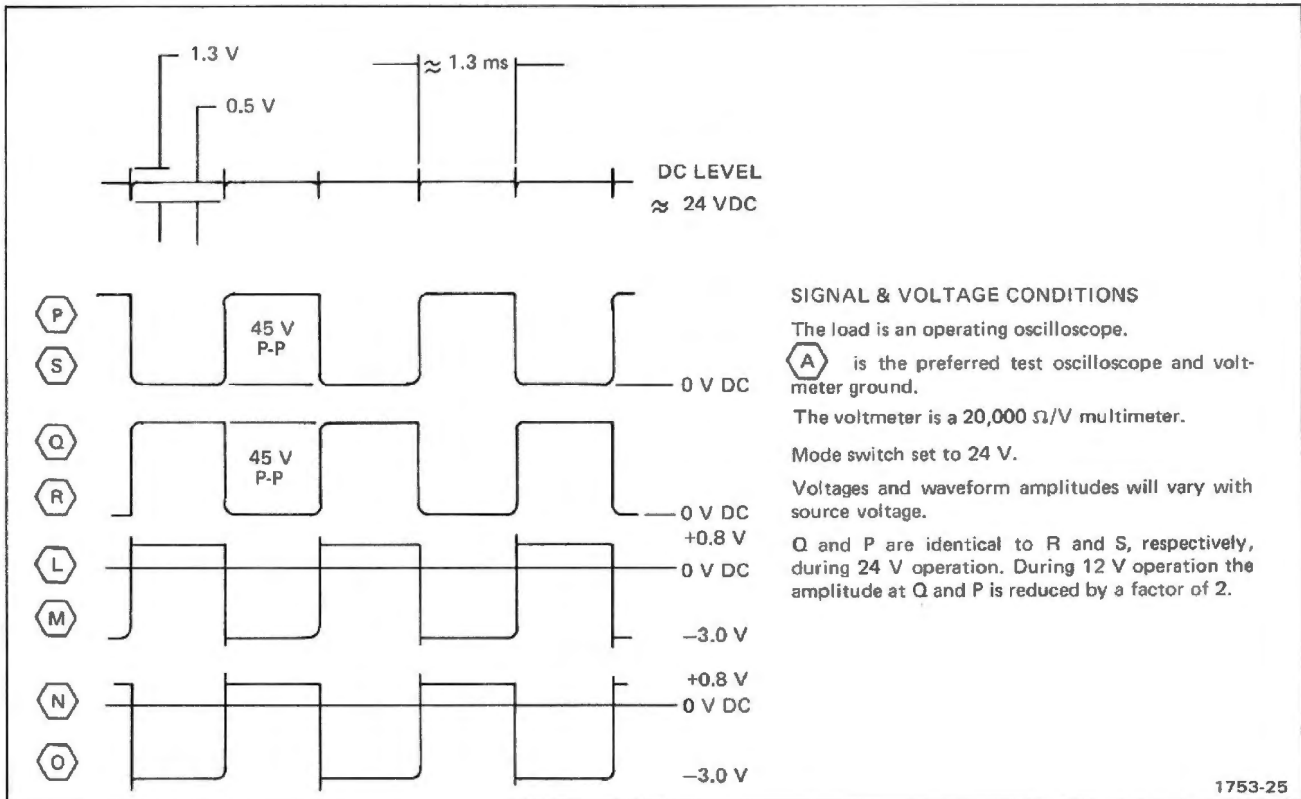 1.3 V
≈ 1.3 ms
0.5 V
DC LEVEL
≈ 24 VDC
P
S
45 V
P-P
0 V DC
Q
R
45 V
P-P
0 V DC
L
M
+0.8 V
0 V DC
−3.0 V
N
O
+0.8 V
0 V DC
−3.0 V
SIGNAL & VOLTAGE CONDITIONS
The load is an operating oscilloscope.
A is the preferred test oscilloscope and volt-
meter ground.
The voltmeter is a 20,000 Ω/V multimeter.
Mode switch set to 24 V.
Voltages and waveform amplitudes will vary with
source voltage.
Q and P are identical to R and S, respectively,
during 24 V operation. During 12 V operation the
amplitude at Q and P is reduced by a factor of 2.
1753-25